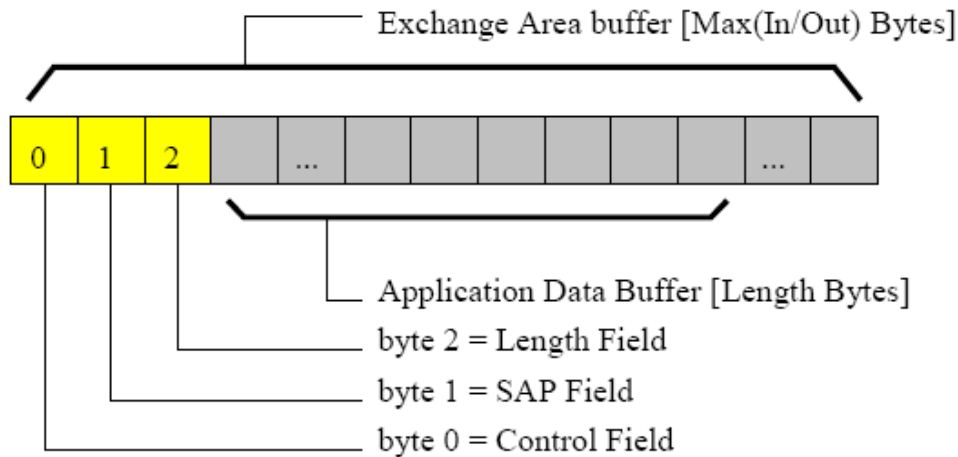 Exchange Area buffer [Max(In/Out) Bytes]
0 1 2 ... ...
Application Data Buffer [Length Bytes]
byte 2 = Length Field
byte 1 = SAP Field
byte 0 = Control Field